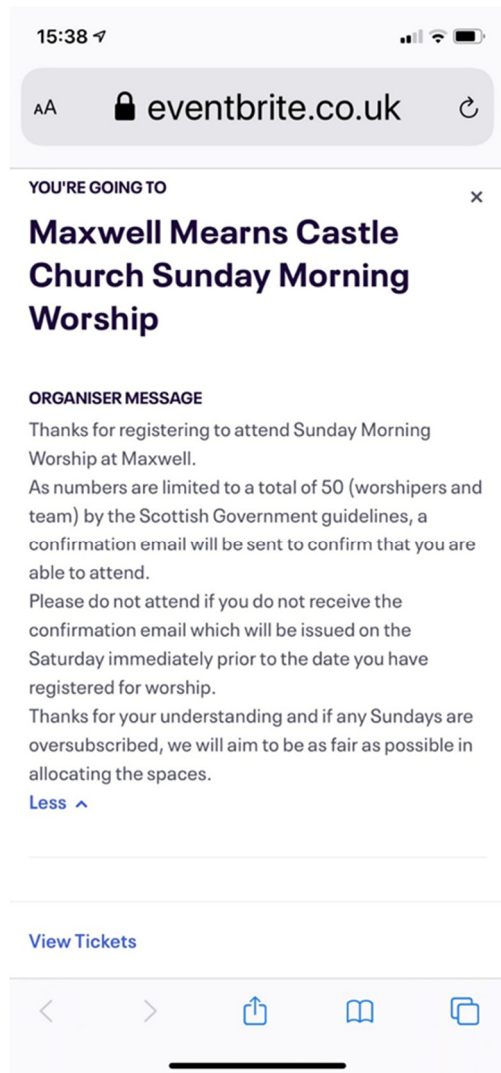 15:38
AA eventbrite.co.uk
YOU'RE GOING TO
Maxwell Mearns Castle
Church Sunday Morning
Worship
ORGANISER MESSAGE
Thanks for registering to attend Sunday Morning
Worship at Maxwell.
As numbers are limited to a total of 50 (worshipers and
team) by the Scottish Government guidelines, a
confirmation email will be sent to confirm that you are
able to attend.
Please do not attend if you do not receive the
confirmation email which will be issued on the
Saturday immediately prior to the date you have
registered for worship.
Thanks for your understanding and if any Sundays are
oversubscribed, we will aim to be as fair as possible in
allocating the spaces.
Less
View Tickets